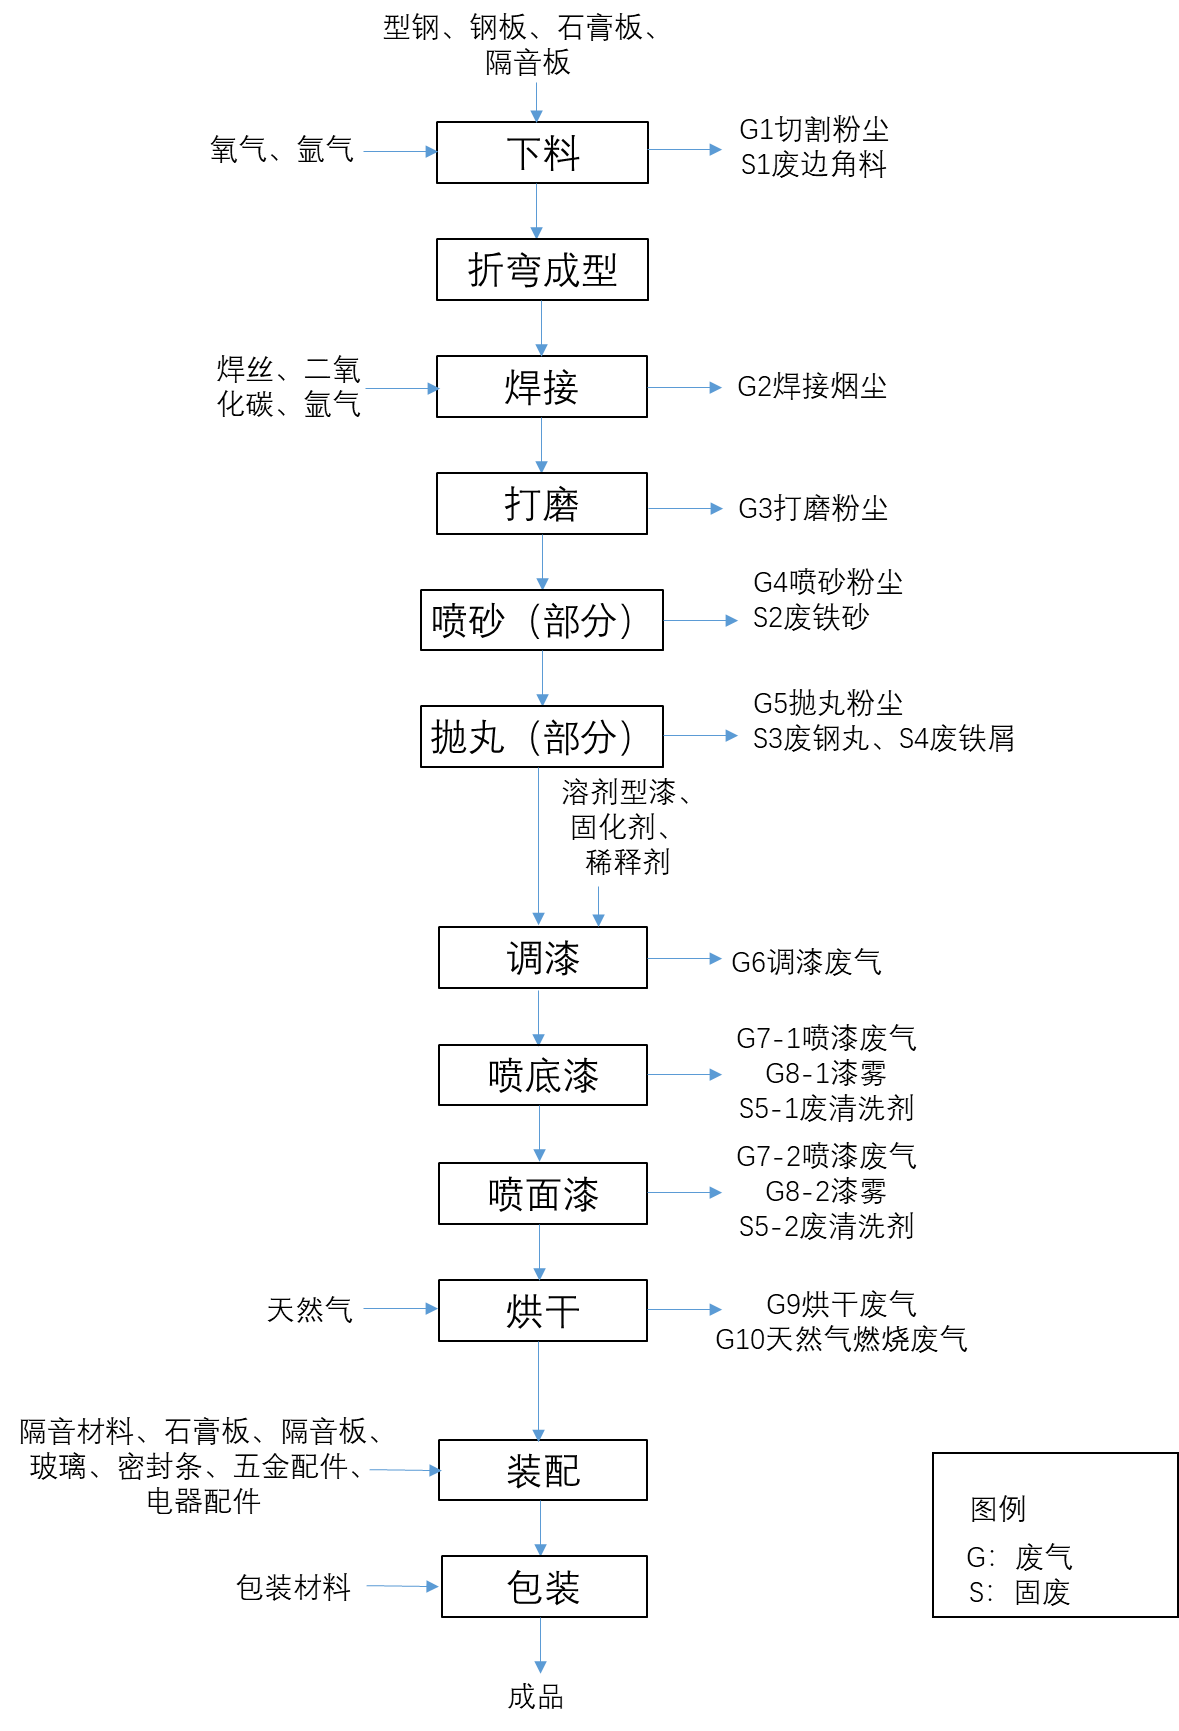 型钢、钢板、石膏板、
隔音板
氧气、氩气
下料
G1切割粉尘
S1废边角料
折弯成型
焊丝、二氧
化碳、氩气
焊接
G2焊接烟尘
打磨
G3打磨粉尘
喷砂（部分）
G4喷砂粉尘
S2废铁砂
抛丸（部分）
G5抛丸粉尘
S3废钢丸、S4废铁屑
溶剂型漆、
固化剂、
稀释剂
调漆
G6调漆废气
喷底漆
G7-1喷漆废气
G8-1漆雾
S5-1废清洗剂
喷面漆
G7-2喷漆废气
G8-2漆雾
S5-2废清洗剂
天然气
烘干
G9烘干废气
G10天然气燃烧废气
隔音材料、石膏板、隔音板、
玻璃、密封条、五金配件、
电器配件
装配
包装材料
包装
成品
图例
G：废气
S：固废